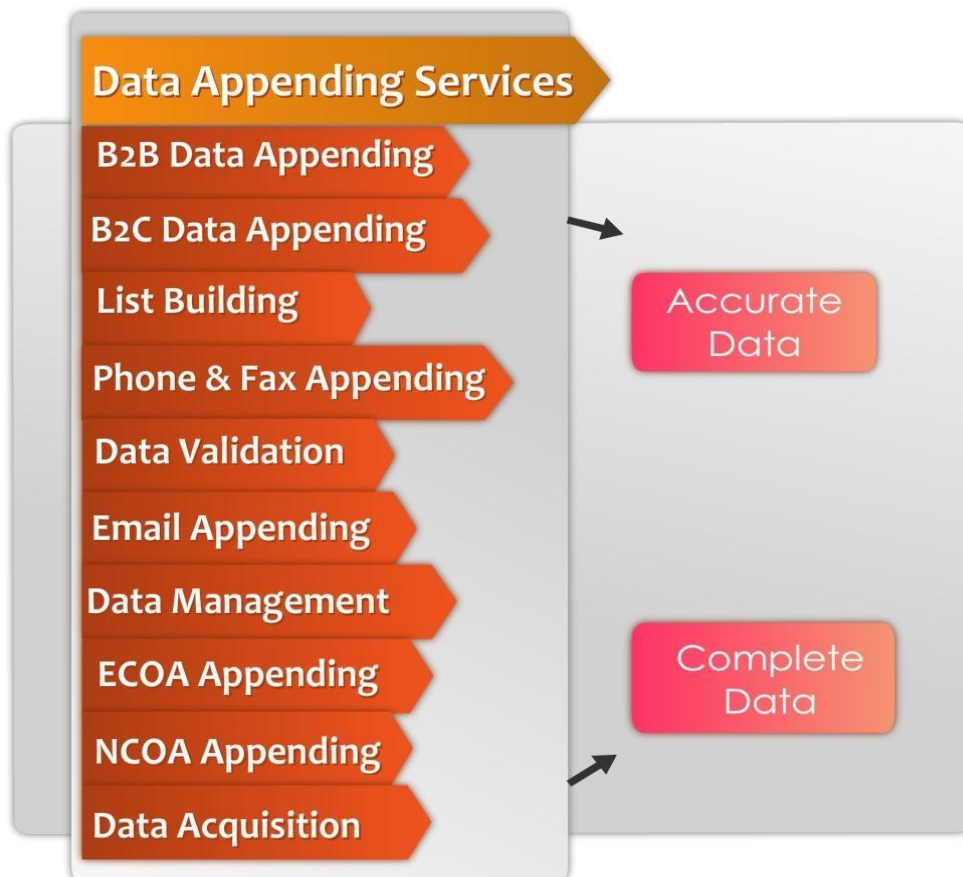 Data Appending Services
B2B Data Appending
B2C Data Appending
List Building
Phone & Fax Appending
Data Validation
Email Appending
Data Management
ECOA Appending
NCOA Appending
Data Acquisition
Accurate
Data
Complete
Data